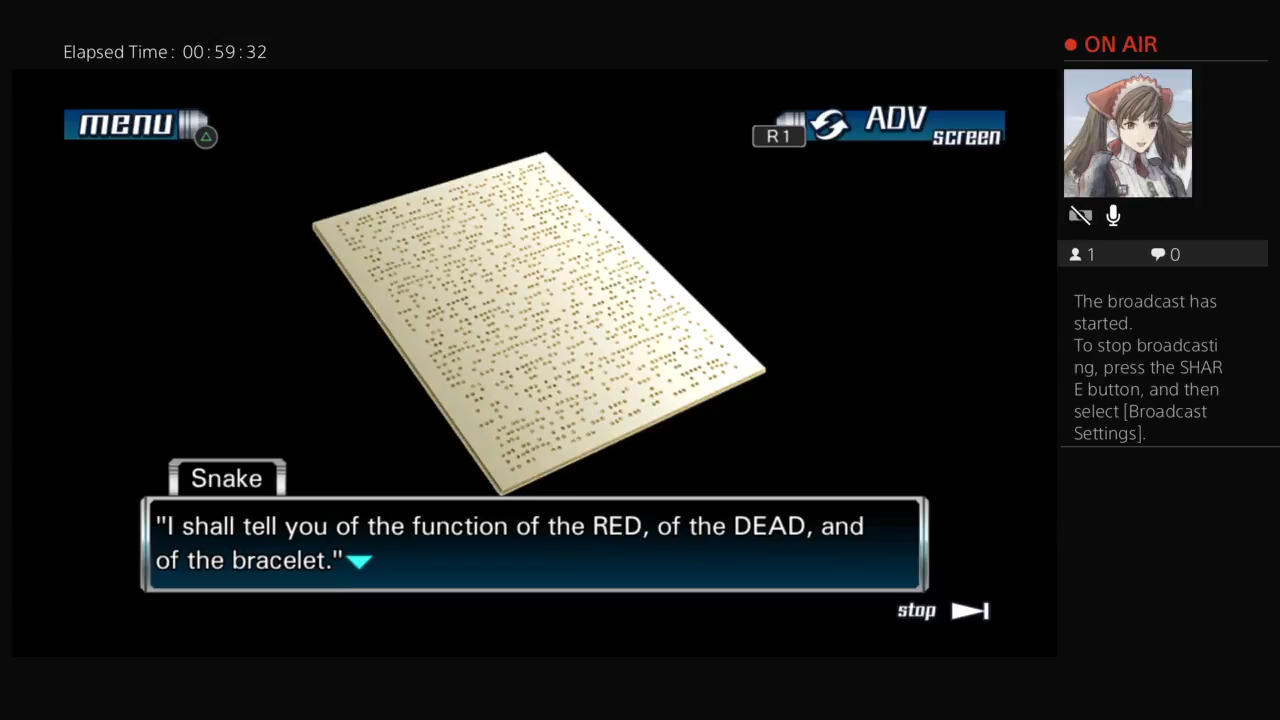 Elapsed Time: 00:59:32
ON AIR
menu
R1
ADV
screen
1
0
The broadcast has
started.
To stop broadcasti
ng, press the SHAR
E button, and then
select [Broadcast
Settings].
Snake
"I shall tell you of the function of the RED, of the DEAD, and
of the bracelet."
stop